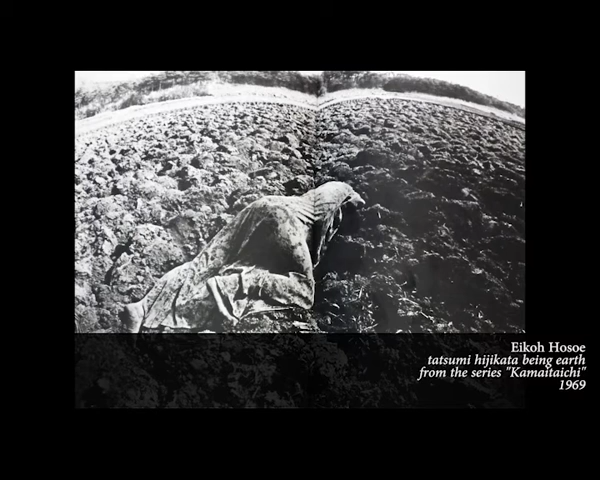 Eikoh Hosoe
tatsumi hijikata being earth
from the series "Kamaitaichi"
1969